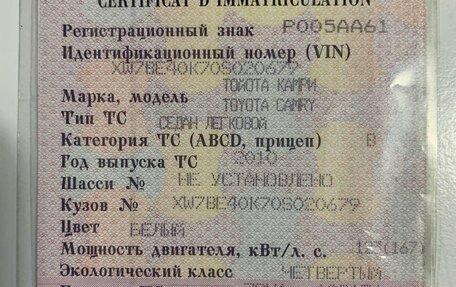 CERTIFICAT D'IMMATRICULATION
Регистрационный знак Р005АА61
Идентификационный номер (VIN)
XW7BE40K70S020679
ТОЙОТА КАМРИ
Марка, модель TOYOTA CAMRY
Тип ТС СЕДАН ЛЕГКОВОЙ
Категория ТС (ABCD, прицеп) B
Год выпуска ТС 2010
Шасси № НЕ УСТАНОВЛЕНО
Кузов № XW7BE40K70S020679
Цвет БЕЛЫЙ
Мощность двигателя, кВт/л. с. (167)
Экологический класс ЧЕТВЕРТЫЙ